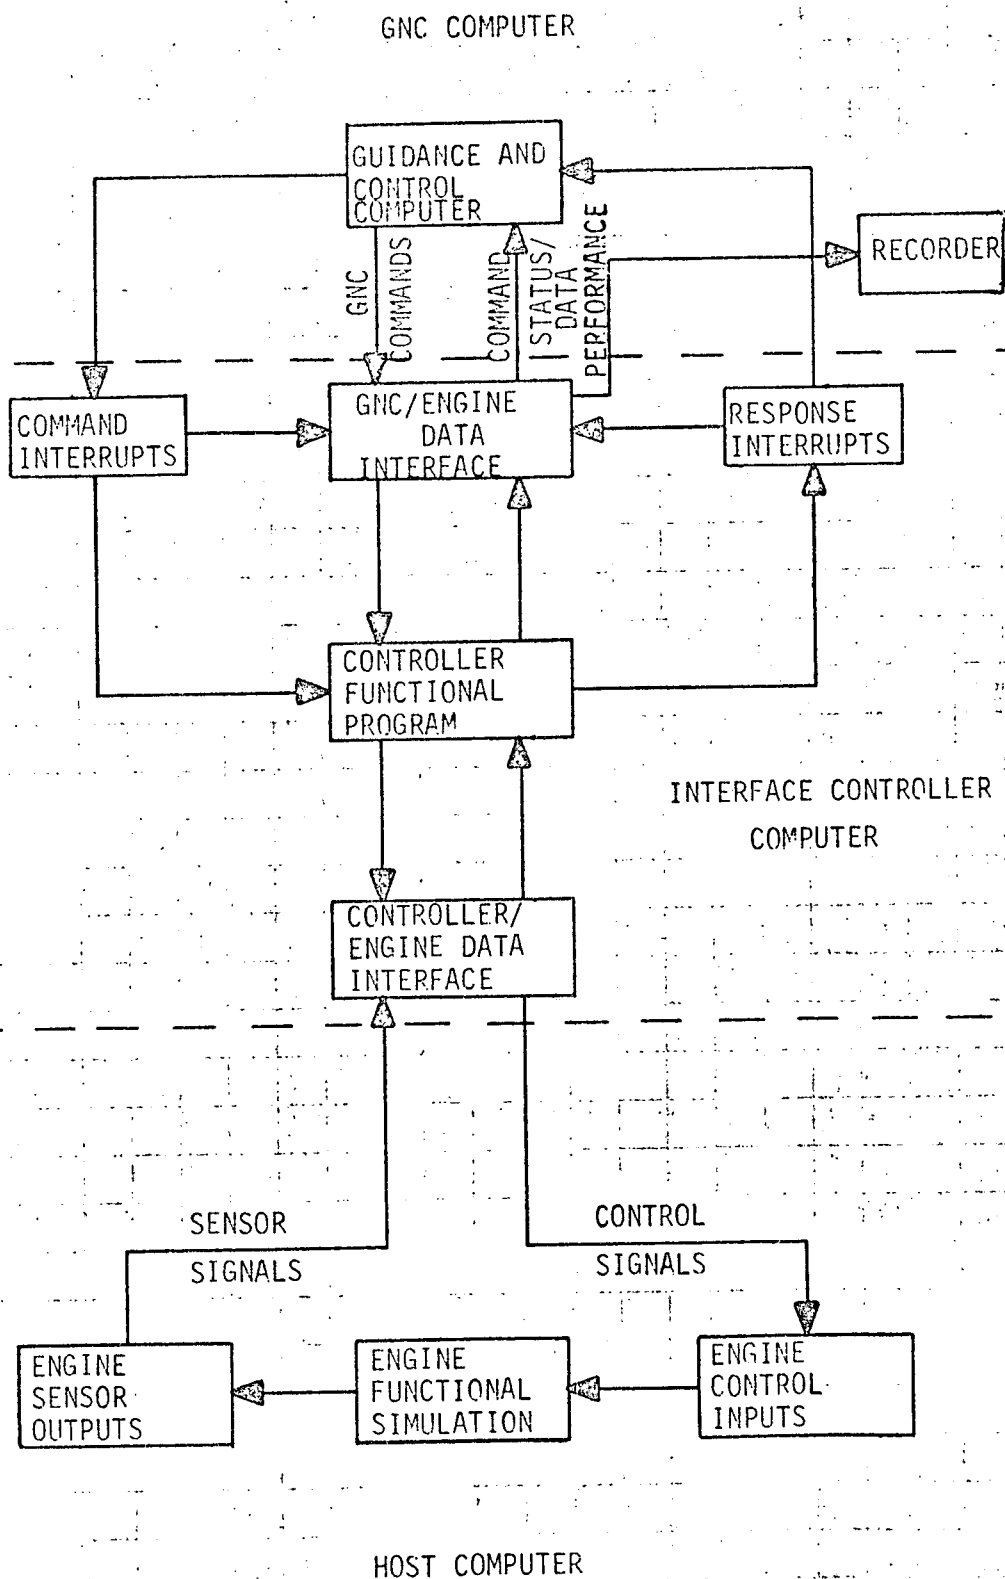 GNC COMPUTER
GUIDANCE AND
CONTROL
COMPUTER
GNC
COMMANDS
COMMAND
STATUS/
DATA
PERFORMANCE
RECORDER
COMMAND
INTERRUPTS
GNC/ENGINE
DATA
INTERFACE
RESPONSE
INTERRUPTS
CONTROLLER
FUNCTIONAL
PROGRAM
INTERFACE CONTROLLER
COMPUTER
CONTROLLER/
ENGINE DATA
INTERFACE
SENSOR
SIGNALS
CONTROL
SIGNALS
ENGINE
SENSOR
OUTPUTS
ENGINE
FUNCTIONAL
SIMULATION
ENGINE
CONTROL
INPUTS
HOST COMPUTER